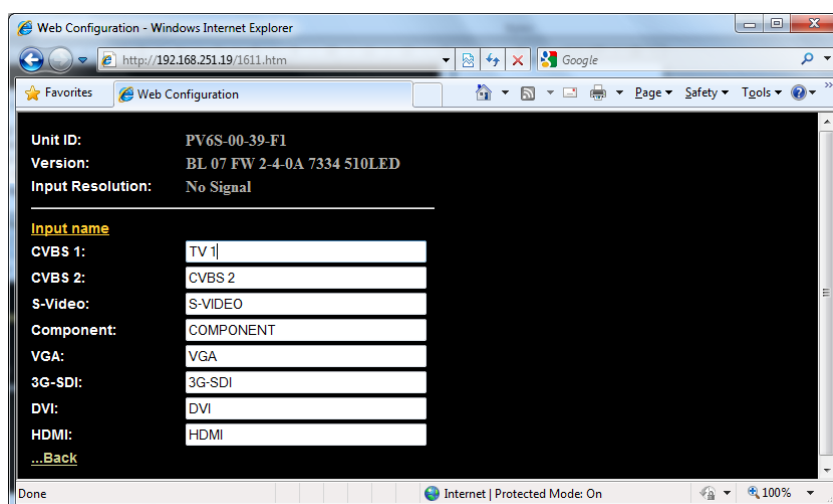 Web Configuration - Windows Internet Explorer
http://192.168.251.19/1611.htm
Google
Favorites
Web Configuration
Page
Safety
Tools
Unit ID: PV6S-00-39-F1
Version: BL 07 FW 2-4-0A 7334 510LED
Input Resolution: No Signal
Input name
CVBS 1: TV 1
CVBS 2: CVBS 2
S-Video: S-VIDEO
Component: COMPONENT
VGA: VGA
3G-SDI: 3G-SDI
DVI: DVI
HDMI: HDMI
...Back
Done
Internet | Protected Mode: On
100%